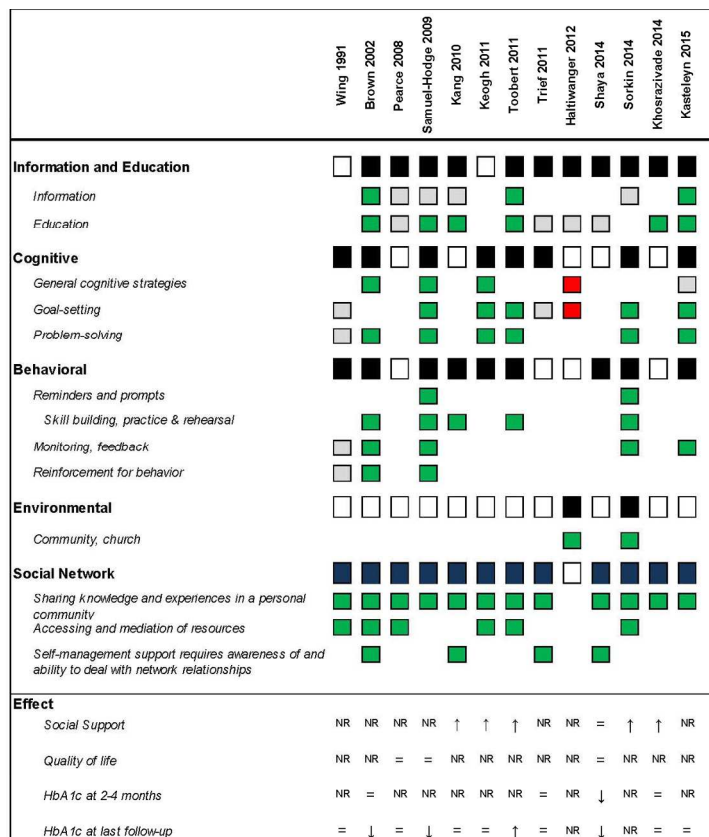 Wing 1991
Brown 2002
Pearce 2008
Samuel-Hodge 2009
Kang 2010
Keogh 2011
Toobert 2011
Trief 2011
Haltiwanger 2012
Shaya 2014
Sorkin 2014
Khosrazivade 2014
Kasteleyn 2015
Information and Education
Information
Education
Cognitive
General cognitive strategies
Goal-setting
Problem-solving
Behavioral
Reminders and prompts
Skill building, practice & rehearsal
Monitoring, feedback
Reinforcement for behavior
Environmental
Community, church
Social Network
Sharing knowledge and experiences in a personal
community
Accessing and mediation of resources
Self-management support requires awareness of and
ability to deal with network relationships
Effect
Social Support NR NR NR NR ↑ ↑ ↑ NR NR = ↑ ↑ NR
Quality of life NR NR = = NR NR NR NR NR = NR NR NR
HbA1c at 2-4 months NR = NR NR NR NR NR = NR ↓ NR = NR
HbA1c at last follow-up = ↓ = ↓ = = ↑ = NR ↓ NR = =